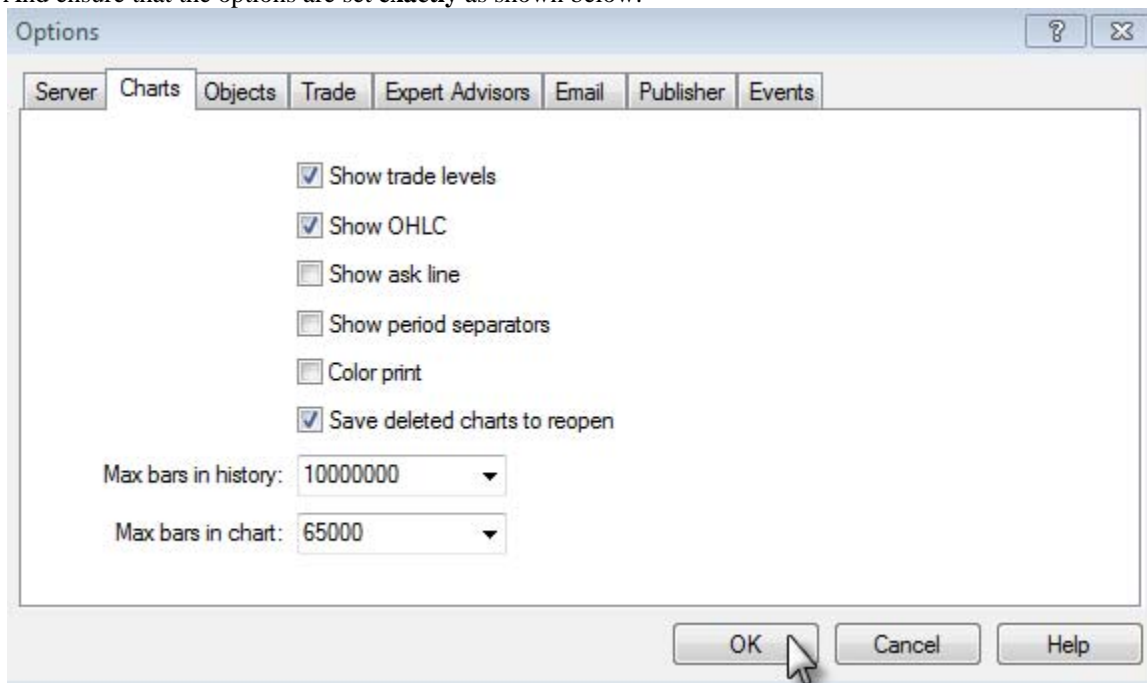 And ensure that the options are set exactly as shown below:
Options
Server Charts Objects Trade Expert Advisors Email Publisher Events
Show trade levels
Show OHLC
Show ask line
Show period separators
Color print
Save deleted charts to reopen
Max bars in history: 10000000
Max bars in chart: 65000
OK Cancel Help